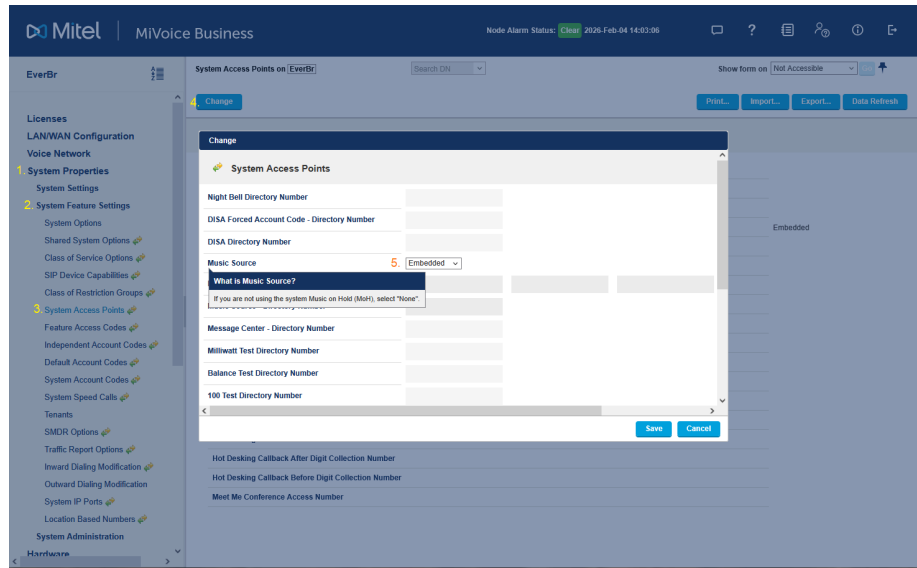 Mitel | MiVoice Business
Node Alarm Status: Clear 2026-Feb-04 14:03:06
EverBr
System Access Points on EverBr
Search DN
Show form on Not Accessible
4. Change
Print... Import... Export... Data Refresh
Licenses
LAN/WAN Configuration
Voice Network
1. System Properties
System Settings
2. System Feature Settings
System Options
Shared System Options
Class of Service Options
SIP Device Capabilities
Class of Restriction Groups
3. System Access Points
Feature Access Codes
Independent Account Codes
Default Account Codes
System Account Codes
System Speed Calls
Tenants
SMDR Options
Traffic Report Options
Inward Dialing Modification
Outward Dialing Modification
System IP Ports
Location Based Numbers
System Administration
Hardware
Change
System Access Points
Night Bell Directory Number
DISA Forced Account Code - Directory Number
DISA Directory Number
Music Source 5. Embedded
What is Music Source?
If you are not using the system Music on Hold (MoH), select "None".
Message Center - Directory Number
Milliwatt Test Directory Number
Balance Test Directory Number
100 Test Directory Number
Save Cancel
Embedded
Hot Desking Callback After Digit Collection Number
Hot Desking Callback Before Digit Collection Number
Meet Me Conference Access Number